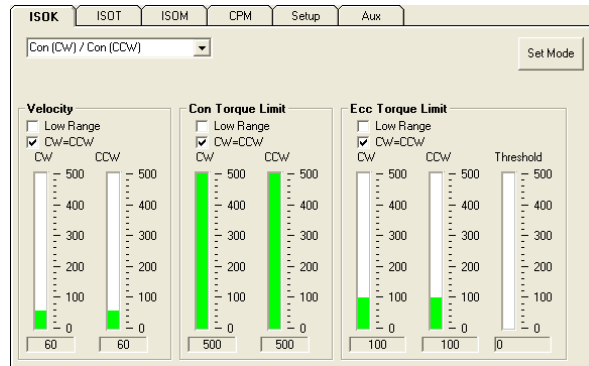 ISOK ISOT ISOM CPM Setup Aux
Con (CW) / Con (CCW)
Set Mode
Velocity Con Torque Limit Ecc Torque Limit
Low Range Low Range Low Range
CW=CCW CW=CCW CW=CCW
CW CCW CW CCW CW CCW Threshold
500 500 500 500 500 500 500
400 400 400 400 400 400 400
300 300 300 300 300 300 300
200 200 200 200 200 200 200
100 100 100 100 100 100 100
0 0 0 0 0 0 0
60 60 500 500 100 100 0